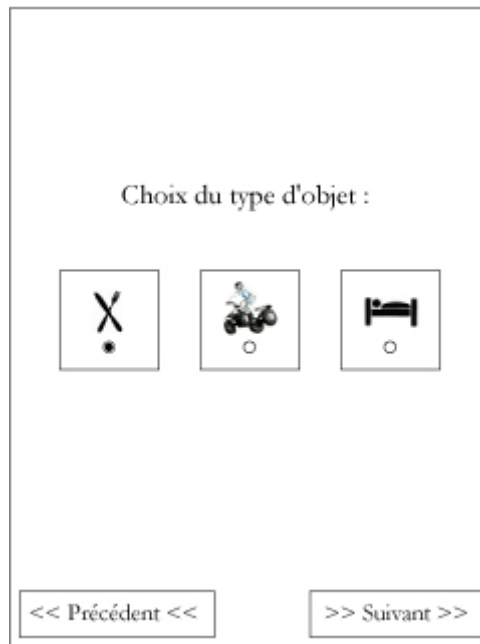 Choix du type d'objet :
<< Précédent <<
>> Suivant >>